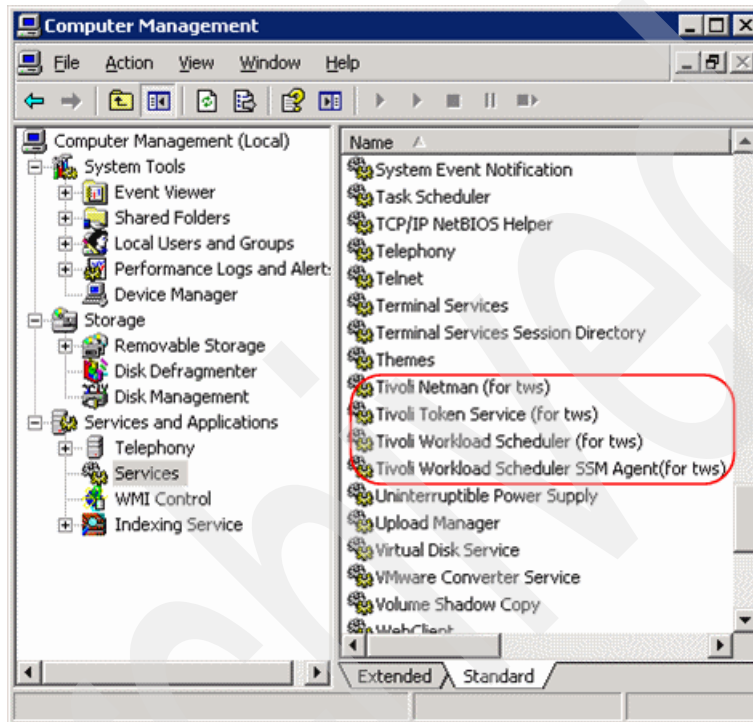 Computer Management
File Action View Window Help
Computer Management (Local)
System Tools
Event Viewer
Shared Folders
Local Users and Groups
Performance Logs and Alert
Device Manager
Storage
Removable Storage
Disk Defragmenter
Disk Management
Services and Applications
Telephony
Services
WMI Control
Indexing Service
Name
System Event Notification
Task Scheduler
TCP/IP NetBIOS Helper
Telephony
Telnet
Terminal Services
Terminal Services Session Directory
Themes
Tivoli Netman (for tws)
Tivoli Token Service (for tws)
Tivoli Workload Scheduler (for tws)
Tivoli Workload Scheduler SSM Agent(for tws)
Uninterruptible Power Supply
Upload Manager
Virtual Disk Service
VMware Converter Service
Volume Shadow Copy
WebClient
Extended Standard